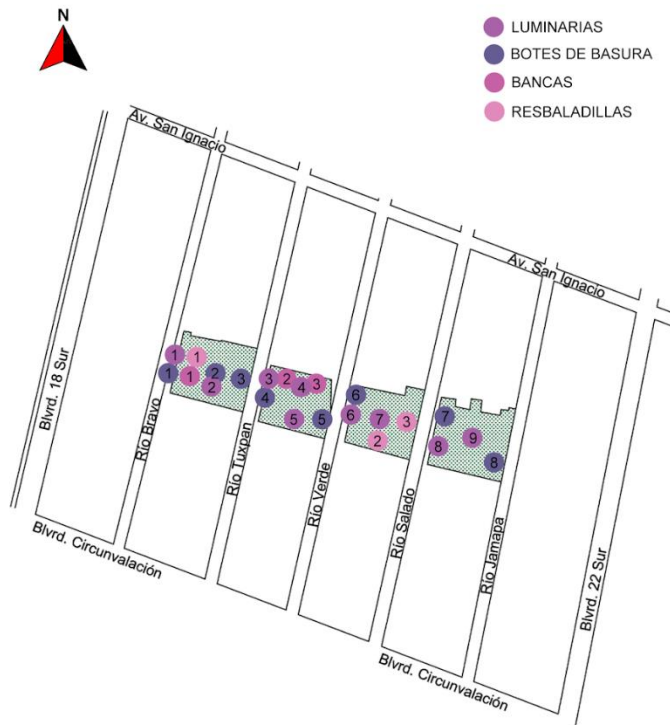 N
LUMINARIAS
BOTES DE BASURA
BANCAS
RESBALADILLAS
Av. San Ignacio
Av. San Ignacio
1
1
1
1
2
2
3
3
2
4
3
4
5
5
6
6
7
3
2
7
8
9
8
Blvrd. 18 Sur
Río Bravo
Río Tuxpan
Río Verde
Río Salado
Río Jamapa
Blvrd. 22 Sur
Blvrd. Circunvalación
Blvrd. Circunvalación